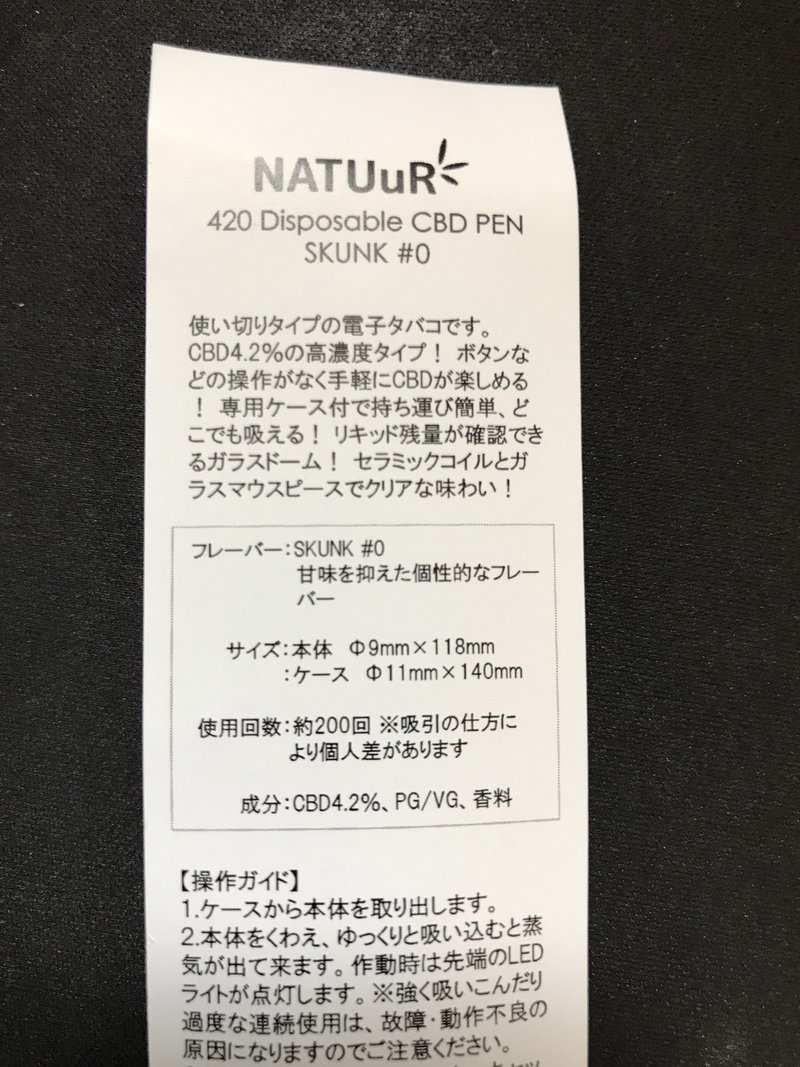 NATUuR
420 Disposable CBD PEN
SKUNK #0
使い切りタイプの電子タバコです。
CBD4.2%の高濃度タイプ！ ボタンな
どの操作がなく手軽にCBDが楽しめる
！ 専用ケース付で持ち運び簡単、ど
こでも吸える！ リキッド残量が確認でき
るガラスドーム！ セラミックコイルとガ
ラスマウスピースでクリアな味わい！
フレーバー：SKUNK #0
甘味を抑えた個性的なフレー
バー
サイズ：本体 Φ9mm×118mm
：ケース Φ11mm×140mm
使用回数：約200回 ※吸引の仕方に
より個人差があります
成分：CBD4.2%、PG/VG、香料
【操作ガイド】
1.ケースから本体を取り出します。
2.本体をくわえ、ゆっくりと吸い込むと蒸
気が出て来ます。作動時は先端のLED
ライトが点灯します。※強く吸いこんだり
過度な連続使用は、故障・動作不良の
原因になりますのでご注意ください。